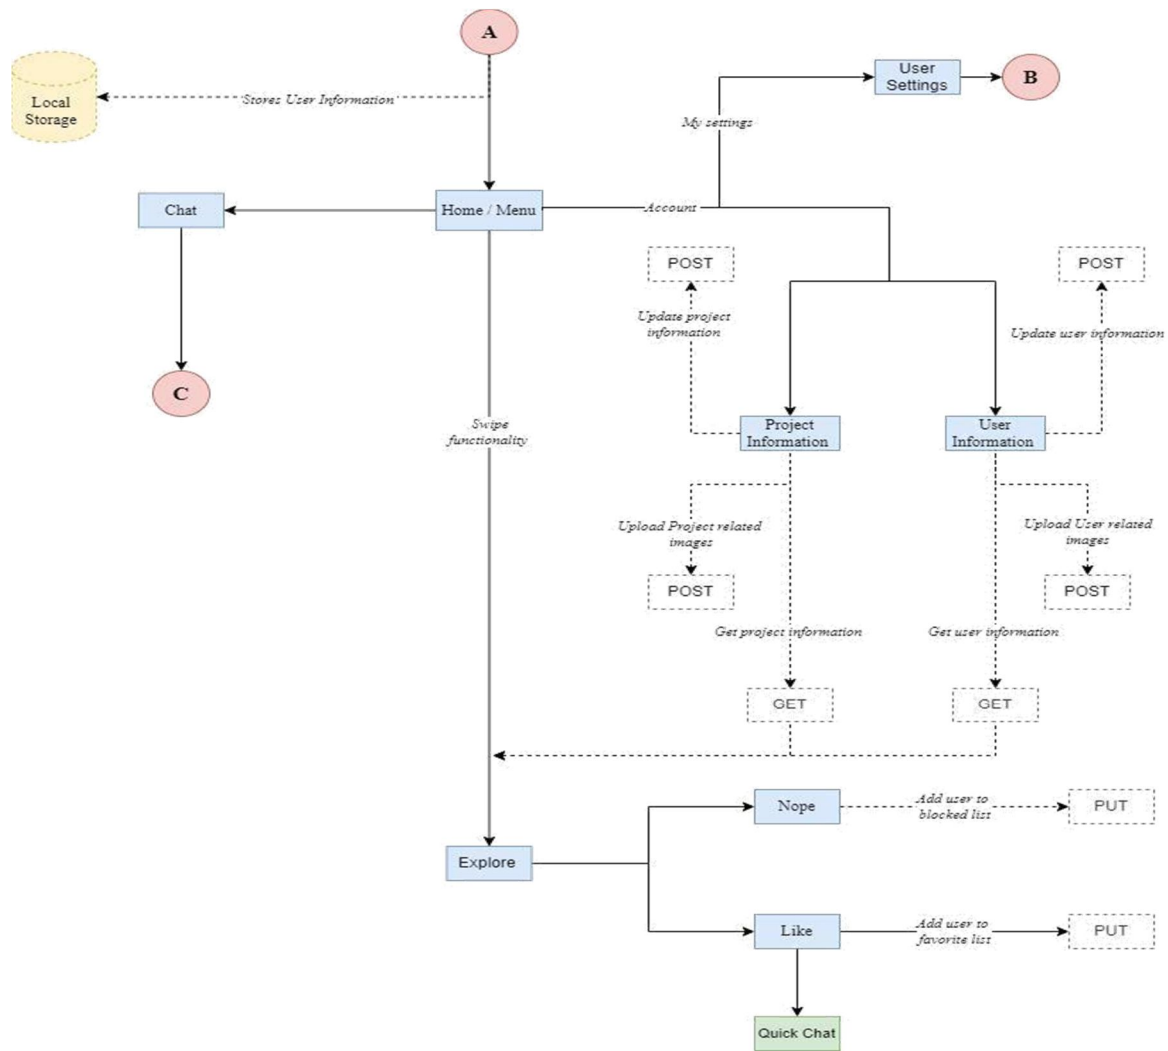 A
Local
Storage
Stores User Information
User
Settings
B
My settings
Chat
Home / Menu
Account
POST
POST
Update project
information
Update user information
C
Swipe
functionality
Project
Information
User
Information
Upload Project related
images
Upload User related
images
POST
POST
Get project information
Get user information
GET
GET
Nope
Add user to
blocked list
PUT
Explore
Like
Add user to
favorite list
PUT
Quick Chat